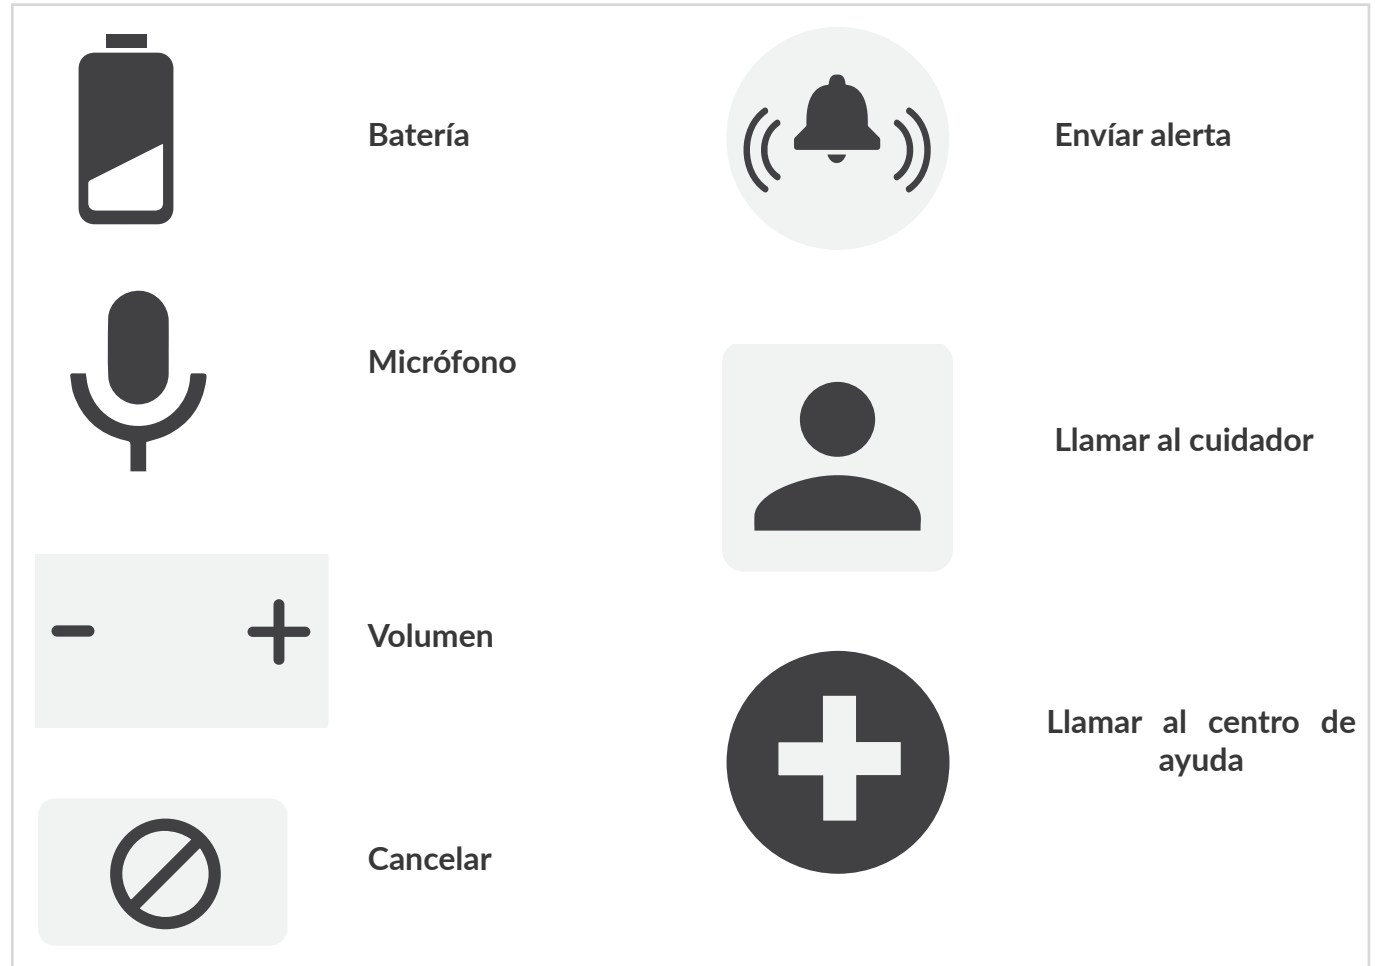 Batería
Micrófono
Volumen
Cancelar
Envíar alerta
Llamar al cuidador
Llamar al centro de
ayuda